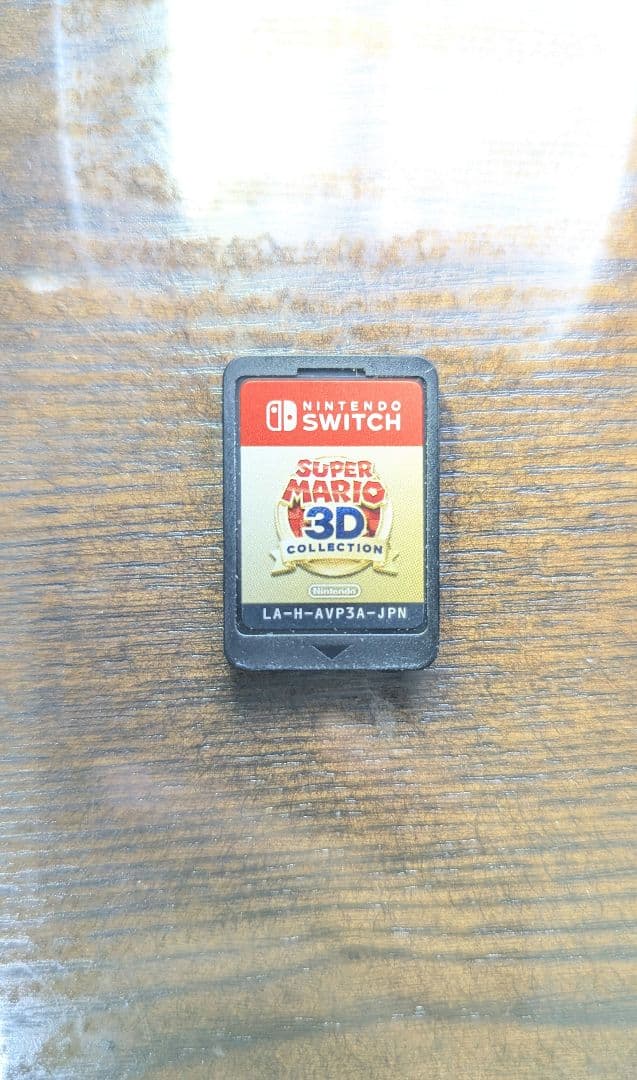 NINTENDO
SWITCH
SUPER
MARIO
3D
COLLECTION
Nintendo
LA-H-AVP3A-JPN